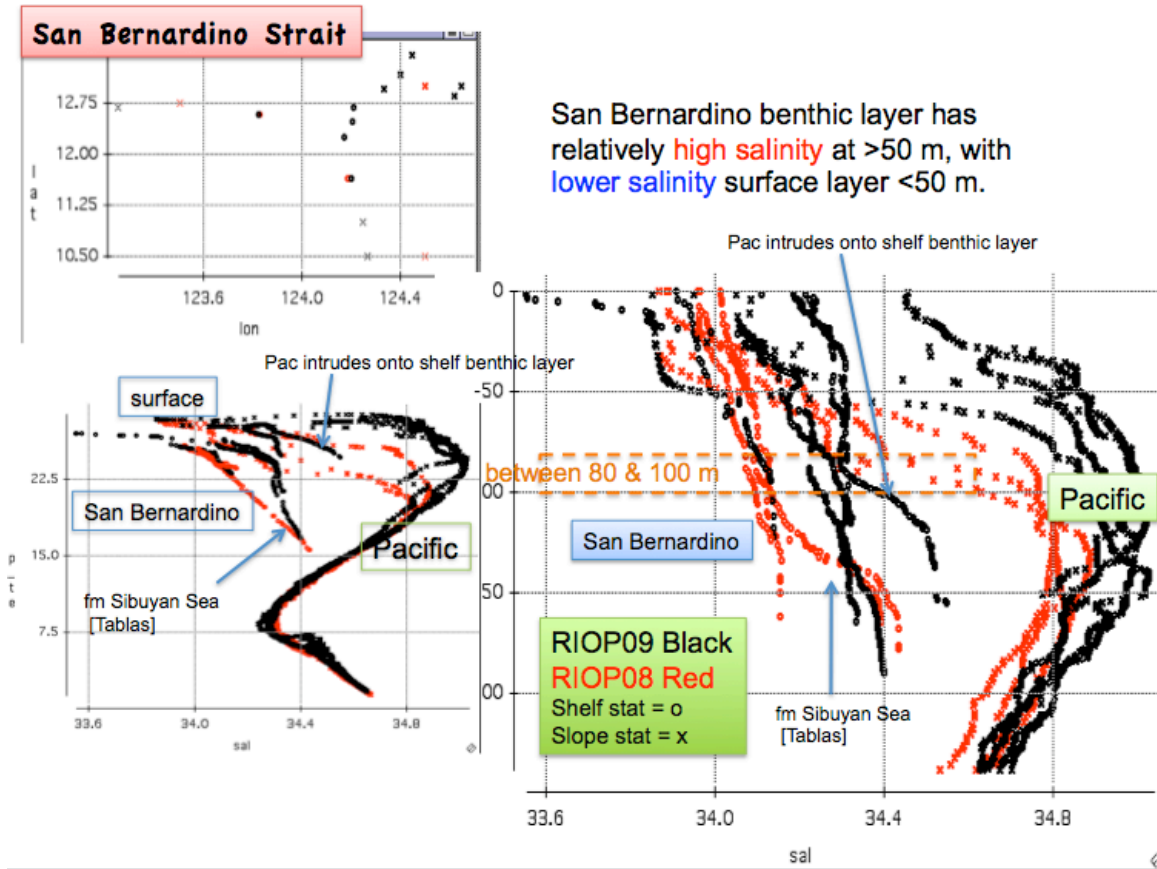 San Bernardino Strait
12.75
12.00
11.25
10.50
lat
123.6
124.0
124.4
lon
San Bernardino benthic layer has
relatively high salinity at >50 m, with
lower salinity surface layer <50 m.
Pac intrudes onto shelf benthic layer
Pac intrudes onto shelf benthic layer
surface
22.5
15.0
7.5
San Bernardino
Pacific
fm Sibuyan Sea
[Tablas]
33.6
34.0
34.4
34.8
sal
0
-50
between 80 & 100 m
00
50
00
San Bernardino
Pacific
RIOP09 Black
RIOP08 Red
Shelf stat = o
Slope stat = x
fm Sibuyan Sea
[Tablas]
33.6
34.0
34.4
34.8
sal